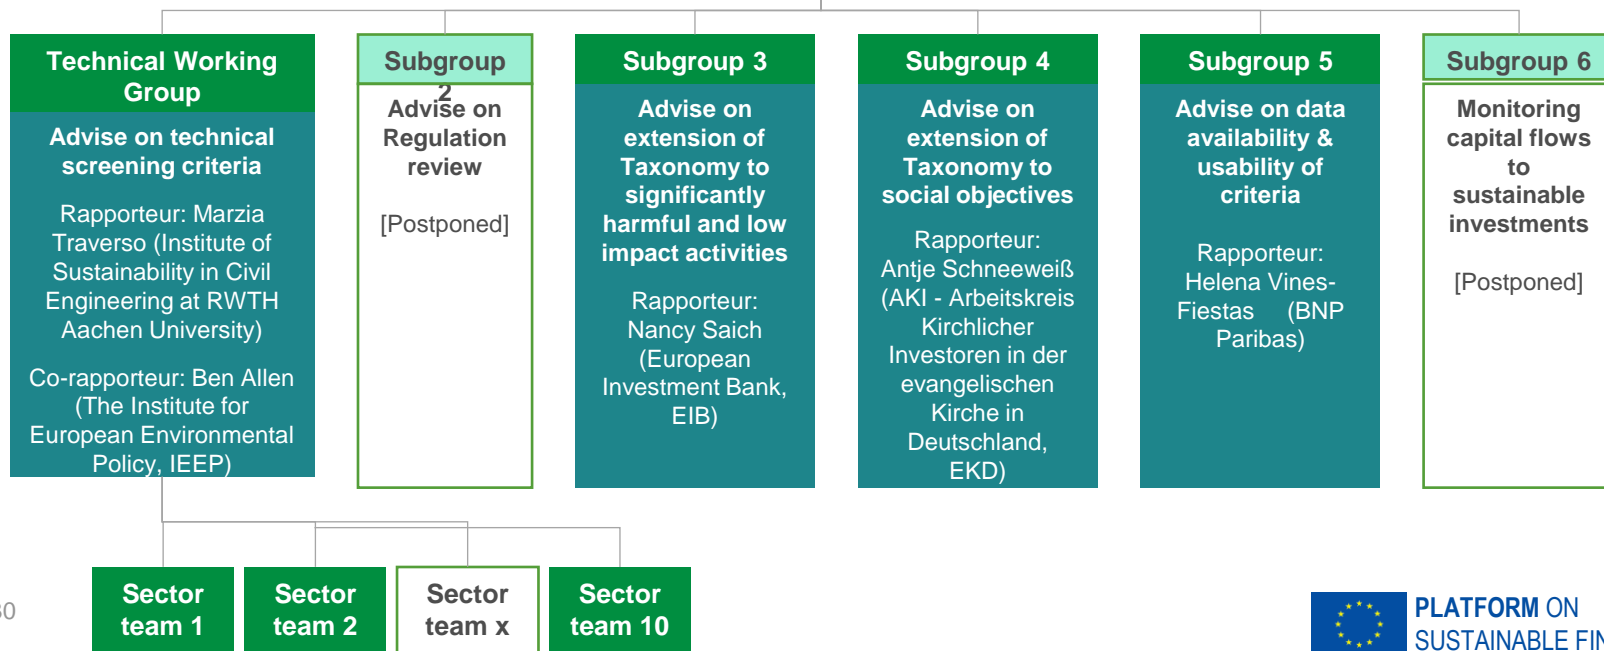 Technical Working
Group
Advise on technical
screening criteria
Rapporteur: Marzia
Traverso (Institute of
Sustainability in Civil
Engineering at RWTH
Aachen University)
Co-rapporteur: Ben Allen
(The Institute for
European Environmental
Policy, IEEP)
Subgroup
2
Advise on
Regulation
review
[Postponed]
Subgroup 3
Advise on
extension of
Taxonomy to
significantly
harmful and low
impact activities
Rapporteur:
Nancy Saich
(European
Investment Bank,
EIB)
Subgroup 4
Advise on
extension of
Taxonomy to
social objectives
Rapporteur:
Antje Schneeweiß
(AKI - Arbeitskreis
Kirchlicher
Investoren in der
evangelischen
Kirche in
Deutschland,
EKD)
Subgroup 5
Advise on data
availability &
usability of
criteria
Rapporteur:
Helena Vines-
Fiestas (BNP
Paribas)
Subgroup 6
Monitoring
capital flows
to
sustainable
investments
[Postponed]
Sector
team 1
Sector
team 2
Sector
team x
Sector
team 10
PLATFORM ON
SUSTAINABLE FIN